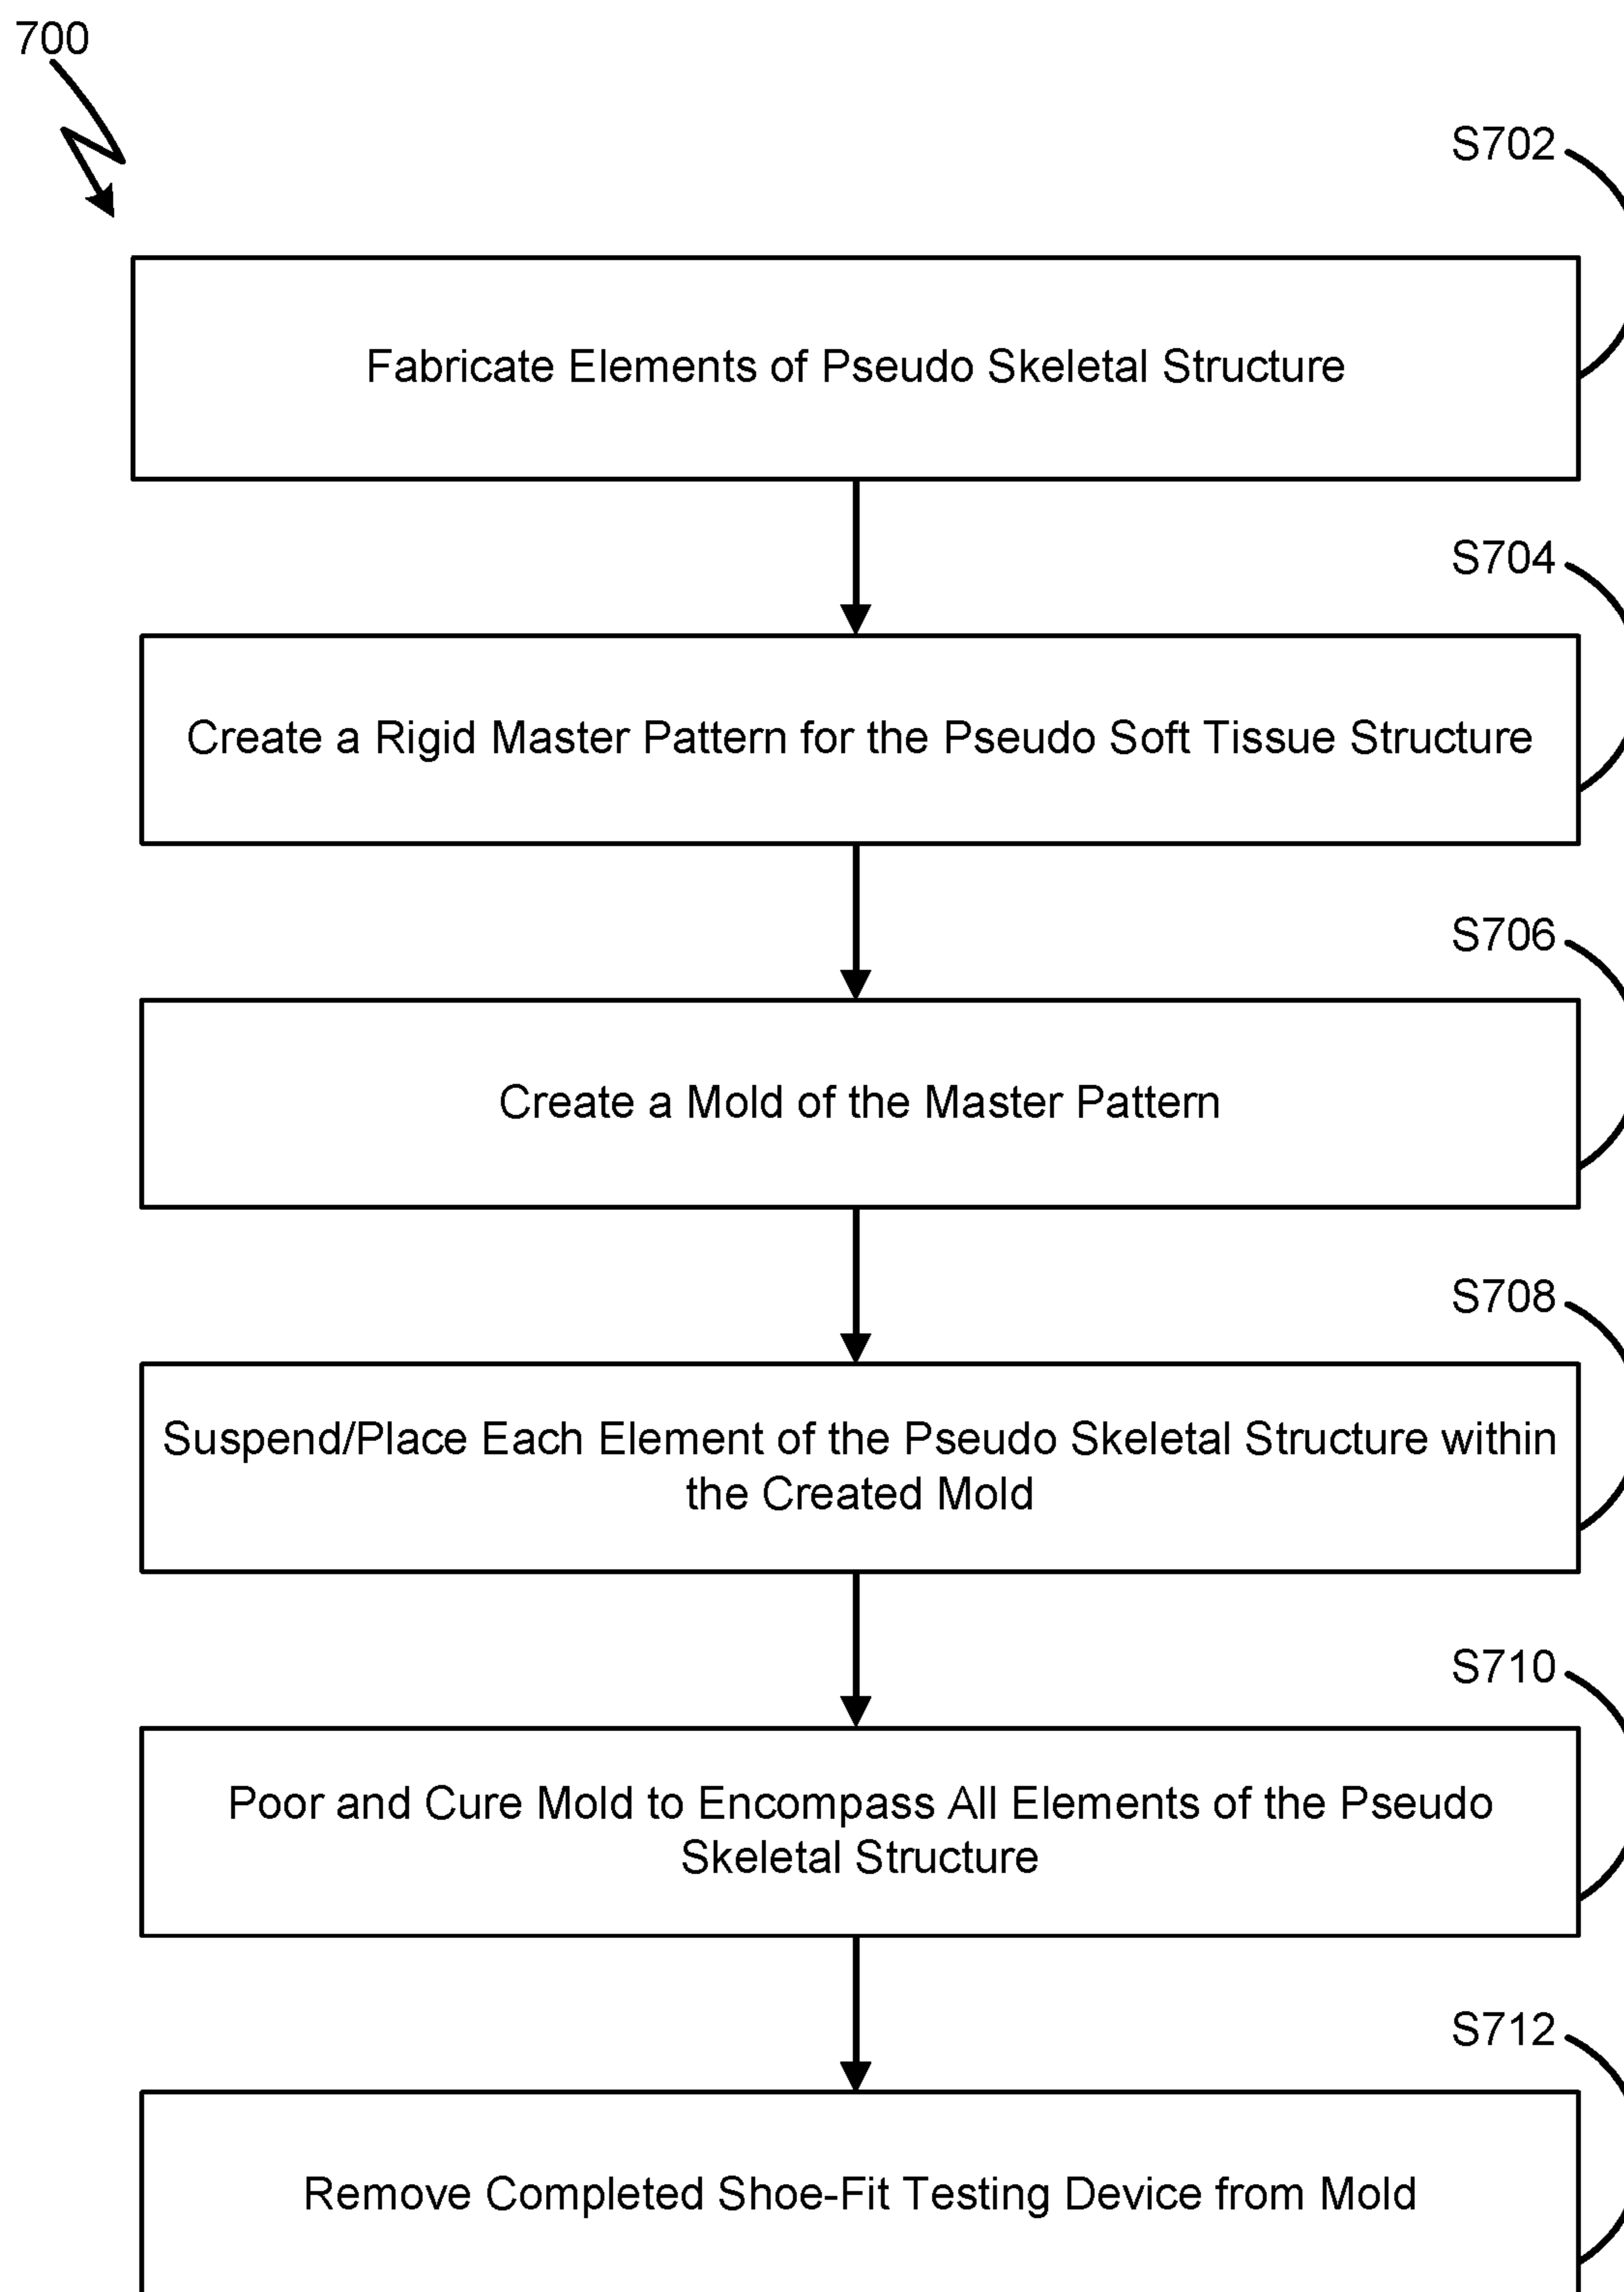 700
S702
Fabricate Elements of Pseudo Skeletal Structure
S704
Create a Rigid Master Pattern for the Pseudo Soft Tissue Structure
S706
Create a Mold of the Master Pattern
S708
Suspend/Place Each Element of the Pseudo Skeletal Structure within
the Created Mold
S710
Poor and Cure Mold to Encompass All Elements of the Pseudo
Skeletal Structure
S712
Remove Completed Shoe-Fit Testing Device from Mold